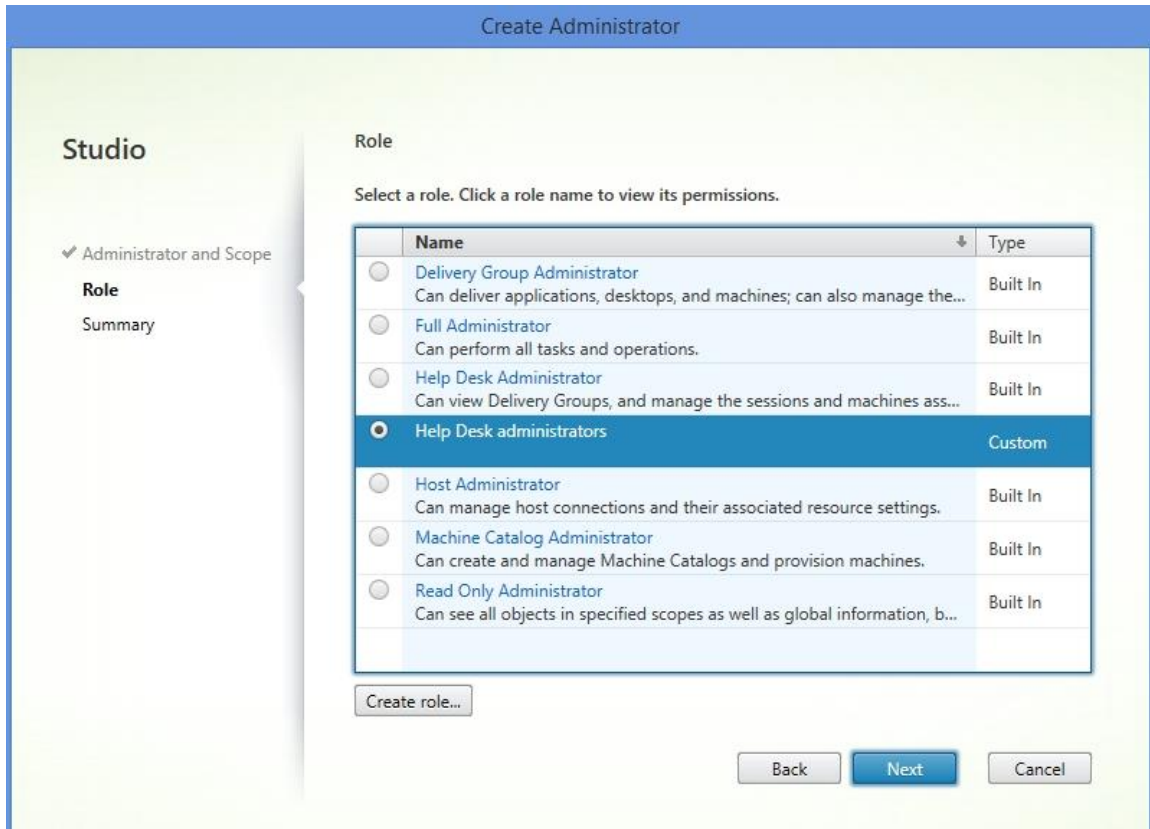 Create Administrator
Studio
✔ Administrator and Scope
Role
Summary
Role
Select a role. Click a role name to view its permissions.
Name Type
Delivery Group Administrator
Can deliver applications, desktops, and machines; can also manage the... Built In
Full Administrator
Can perform all tasks and operations. Built In
Help Desk Administrator
Can view Delivery Groups, and manage the sessions and machines ass... Built In
Help Desk administrators
Custom
Host Administrator
Can manage host connections and their associated resource settings. Built In
Machine Catalog Administrator
Can create and manage Machine Catalogs and provision machines. Built In
Read Only Administrator
Can see all objects in specified scopes as well as global information, b... Built In
Create role...
Back Next Cancel